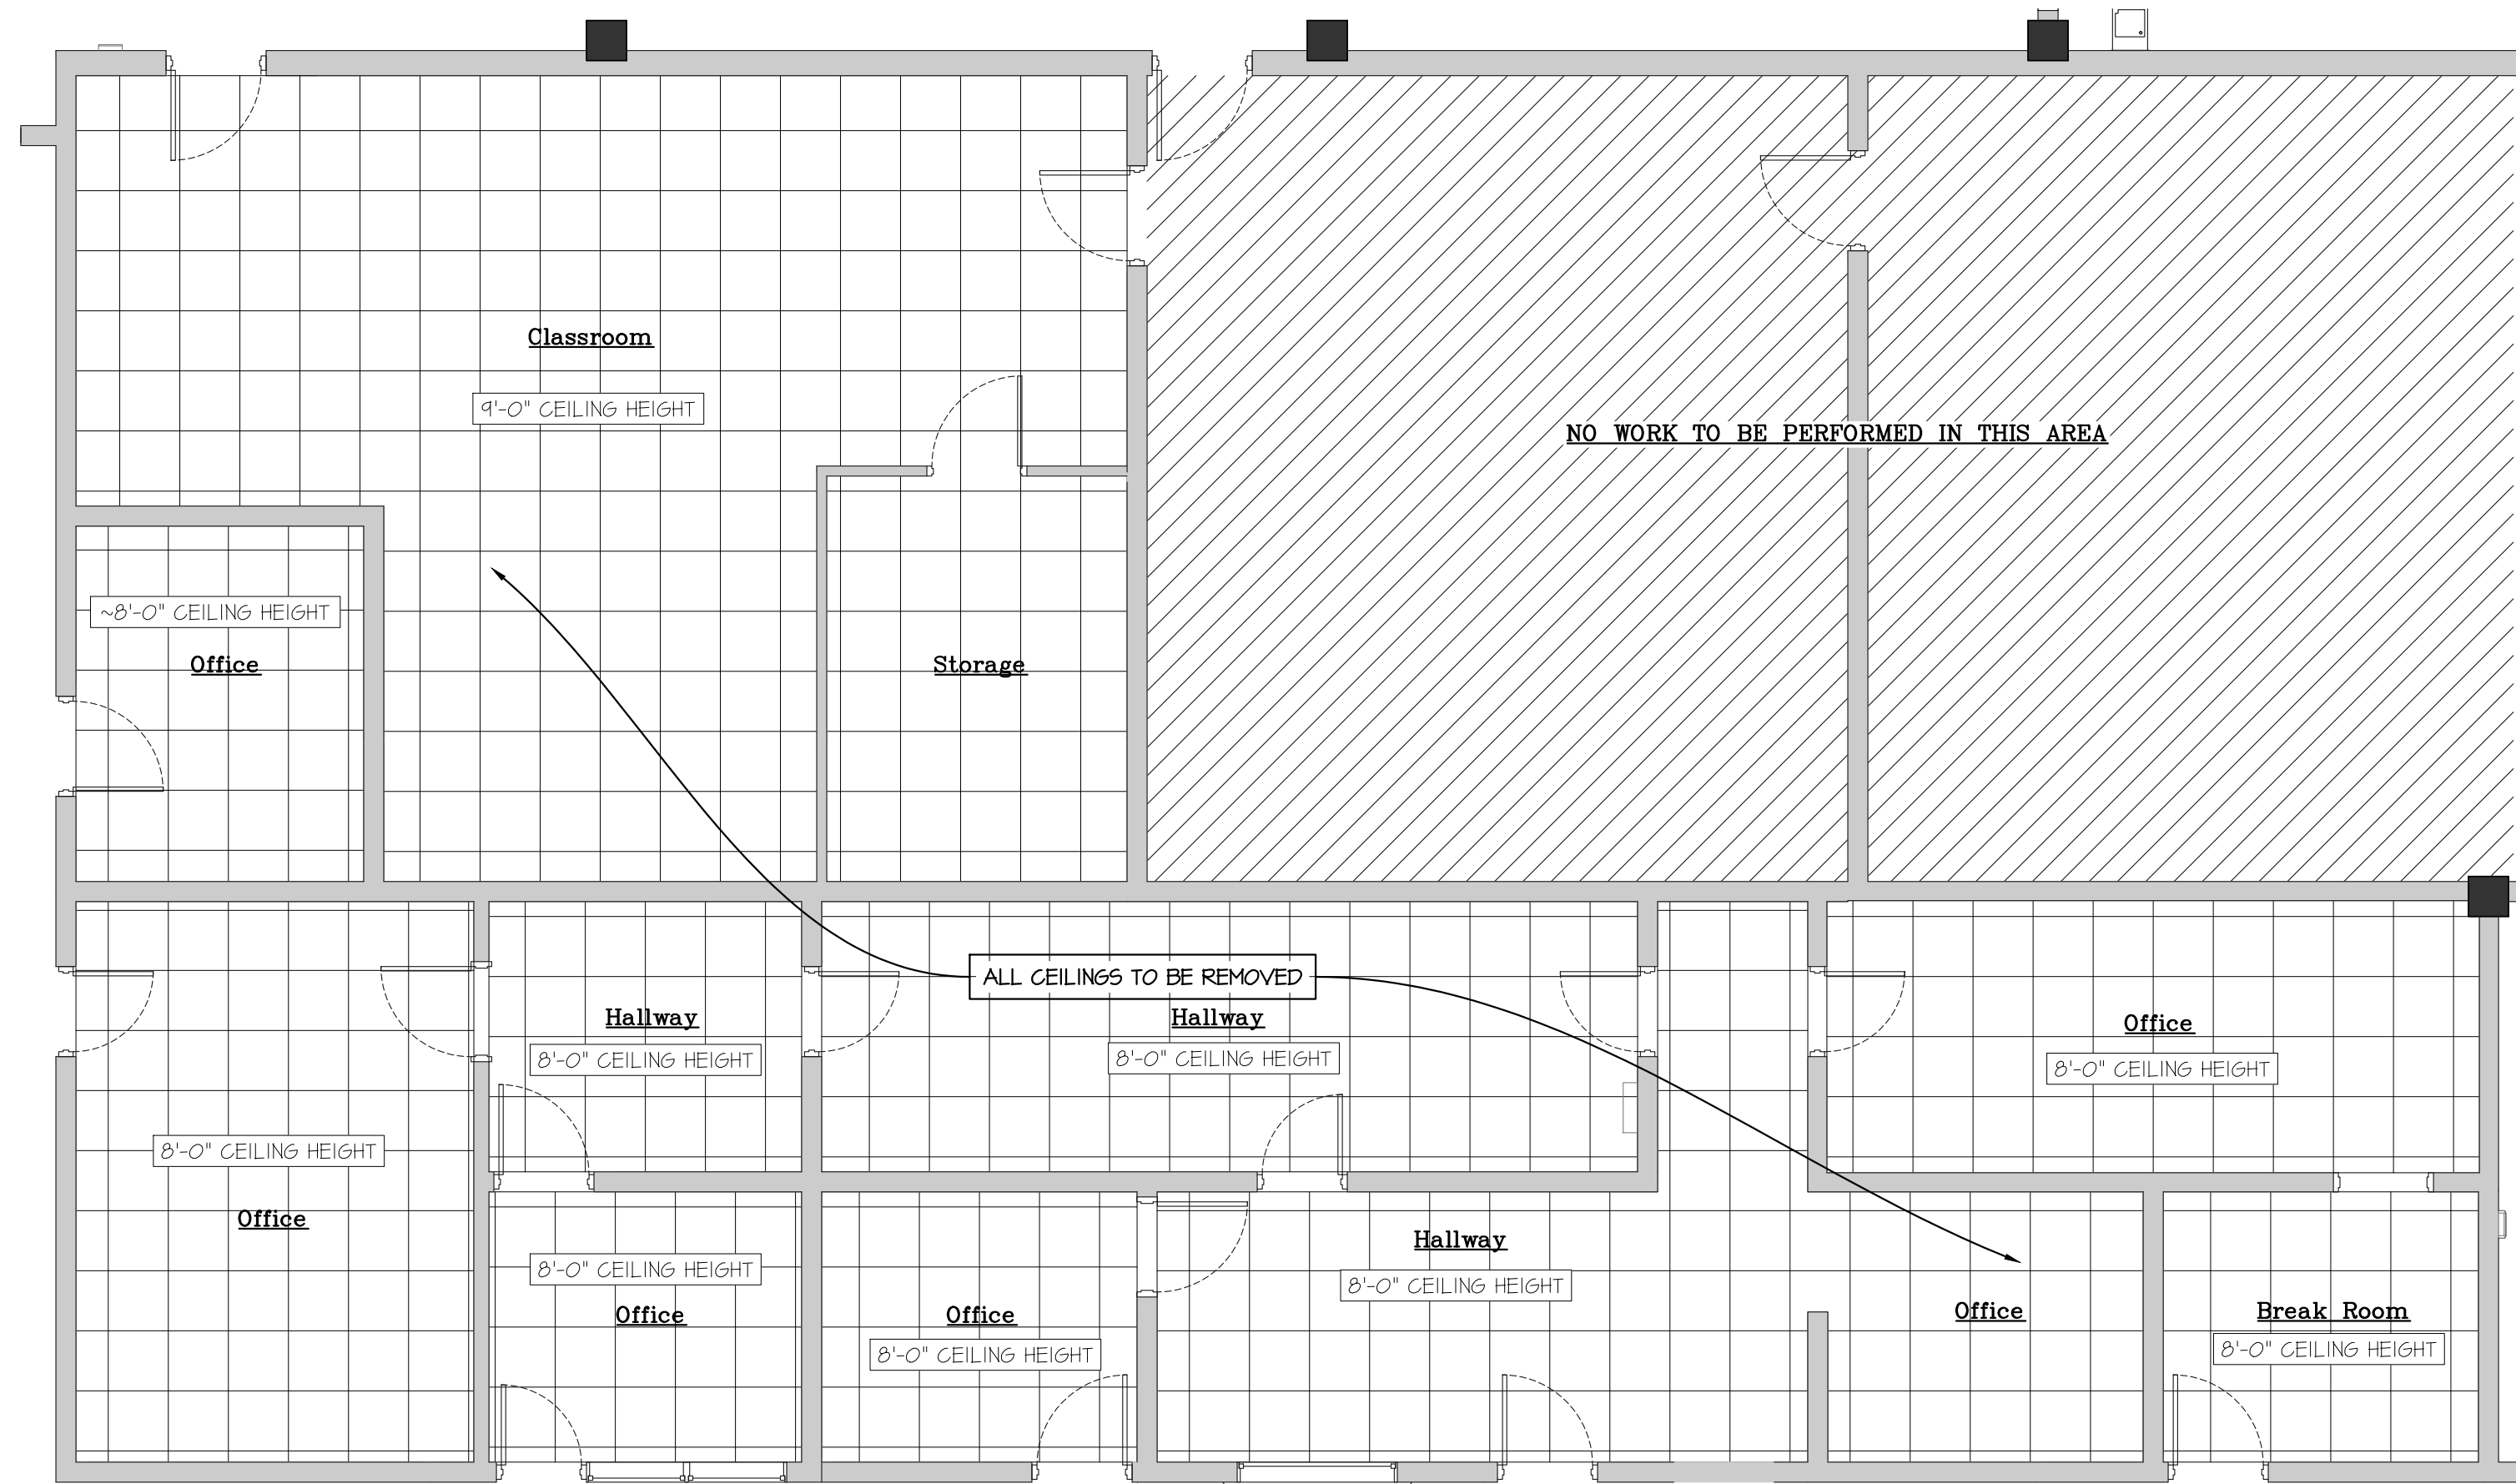 Classroom
9'-0" CEILING HEIGHT
NO WORK TO BE PERFORMED IN THIS AREA
~8'-0" CEILING HEIGHT
Office
Storage
ALL CEILINGS TO BE REMOVED
Hallway
8'-0" CEILING HEIGHT
Hallway
8'-0" CEILING HEIGHT
Office
8'-0" CEILING HEIGHT
8'-0" CEILING HEIGHT
Office
8'-0" CEILING HEIGHT
Office
Office
8'-0" CEILING HEIGHT
Hallway
8'-0" CEILING HEIGHT
Office
Break Room
8'-0" CEILING HEIGHT